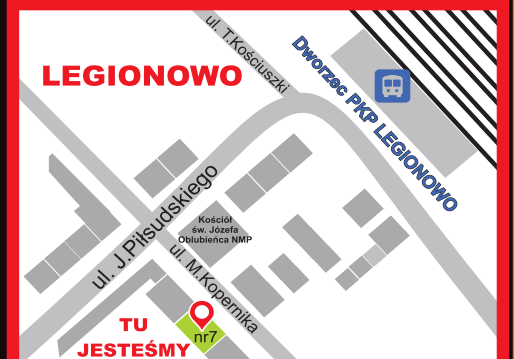 ul. T.Kościuszki
LEGIONOWO
Dworzec PKP LEGIONOWO
ul. J.Piłsudskiego
Kościół
św. Józefa
Oblubieńca NMP
ul. M.Kopernika
TU
JESTEŚMY
nr7